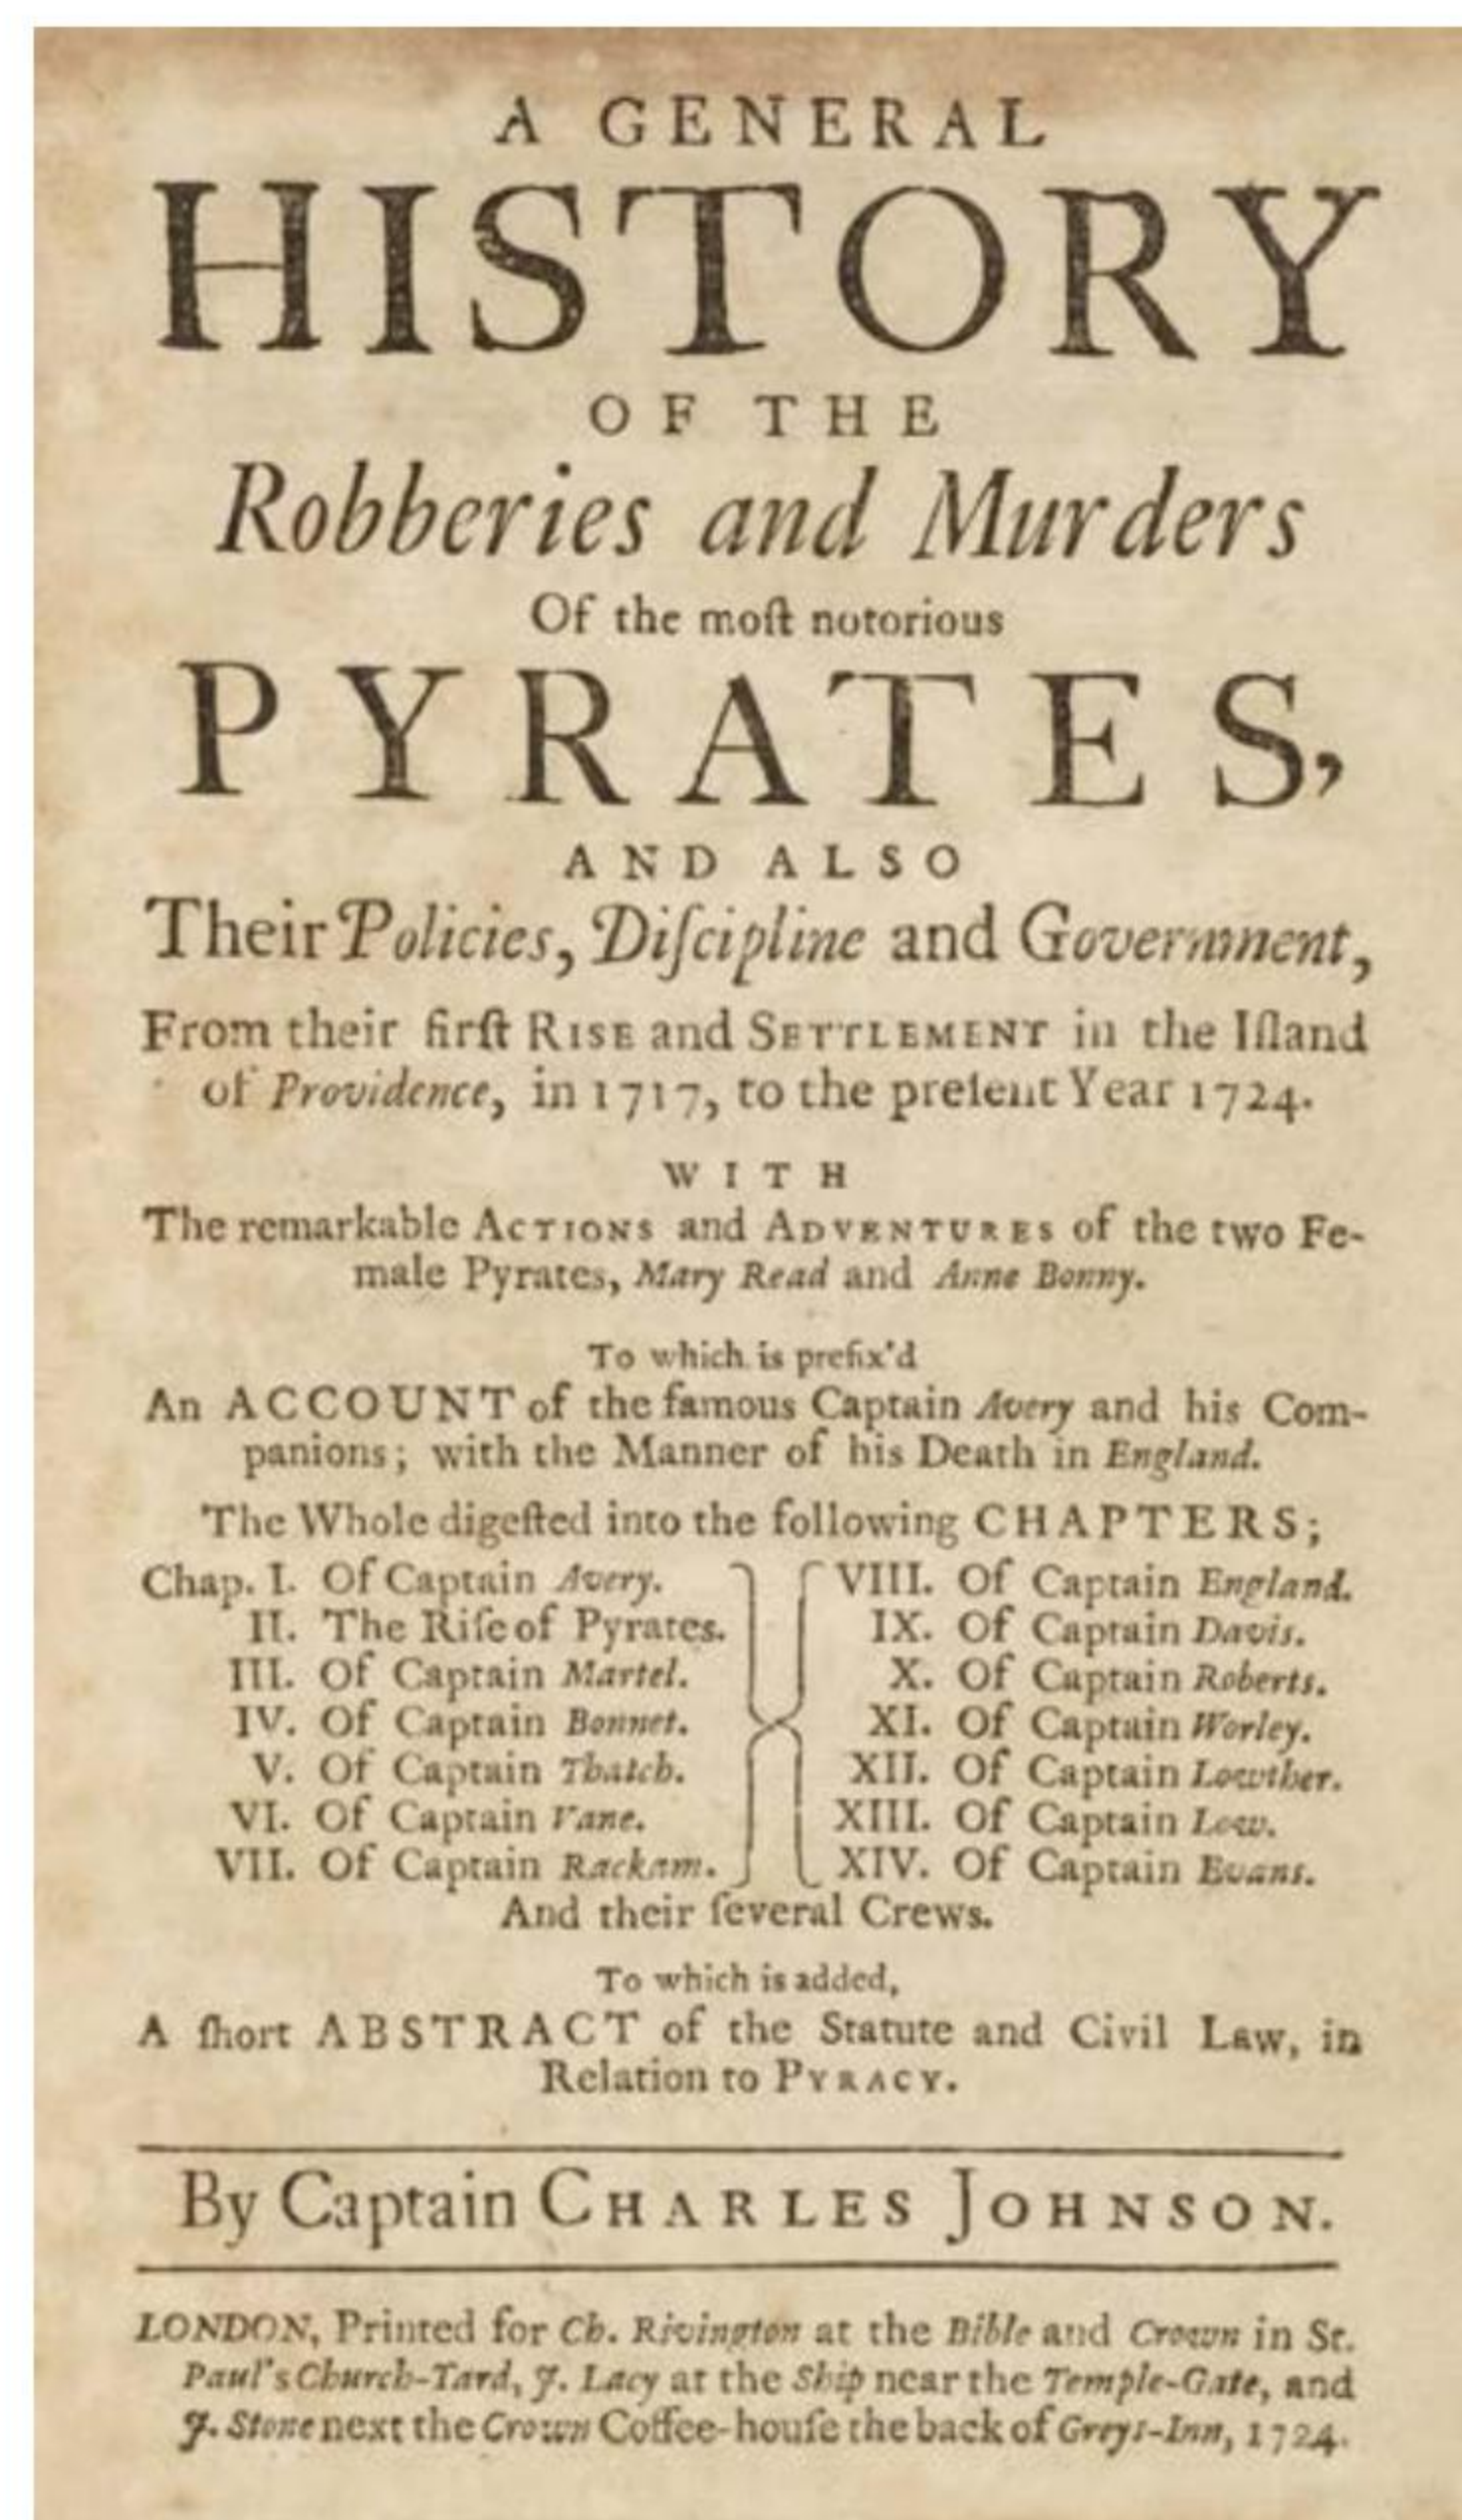 A GENERAL
HISTORY
OF THE
Robberies and Murders
Of the moſt notorious
PYRATES,
AND ALSO
Their Policies, Diſcipline and Government,
From their firſt RISE and SETTLEMENT in the Iſland
of Providence, in 1717, to the preſent Year 1724.
WITH
The remarkable ACTIONS and ADVENTURES of the two Fe-
male Pyrates, Mary Read and Anne Bonny.
To which is prefix'd
An ACCOUNT of the famous Captain Avery and his Com-
panions; with the Manner of his Death in England.
The Whole digeſted into the following CHAPTERS;
Chap. I. Of Captain Avery.
II. The Riſe of Pyrates.
III. Of Captain Martel.
IV. Of Captain Bonnet.
V. Of Captain Thatch.
VI. Of Captain Vane.
VII. Of Captain Rackam.
VIII. Of Captain England.
IX. Of Captain Davis.
X. Of Captain Roberts.
XI. Of Captain Worley.
XII. Of Captain Lowther.
XIII. Of Captain Low.
XIV. Of Captain Evans.
And their ſeveral Crews.
To which is added,
A ſhort ABSTRACT of the Statute and Civil Law, in
Relation to PYRACY.
By Captain CHARLES JOHNSON.
LONDON, Printed for Ch. Rivington at the Bible and Crown in St.
Paul's Church-Yard, J. Lacy at the Ship near the Temple-Gate, and
J. Stone next the Crown Coffee-houſe the back of Greys-Inn, 1724.